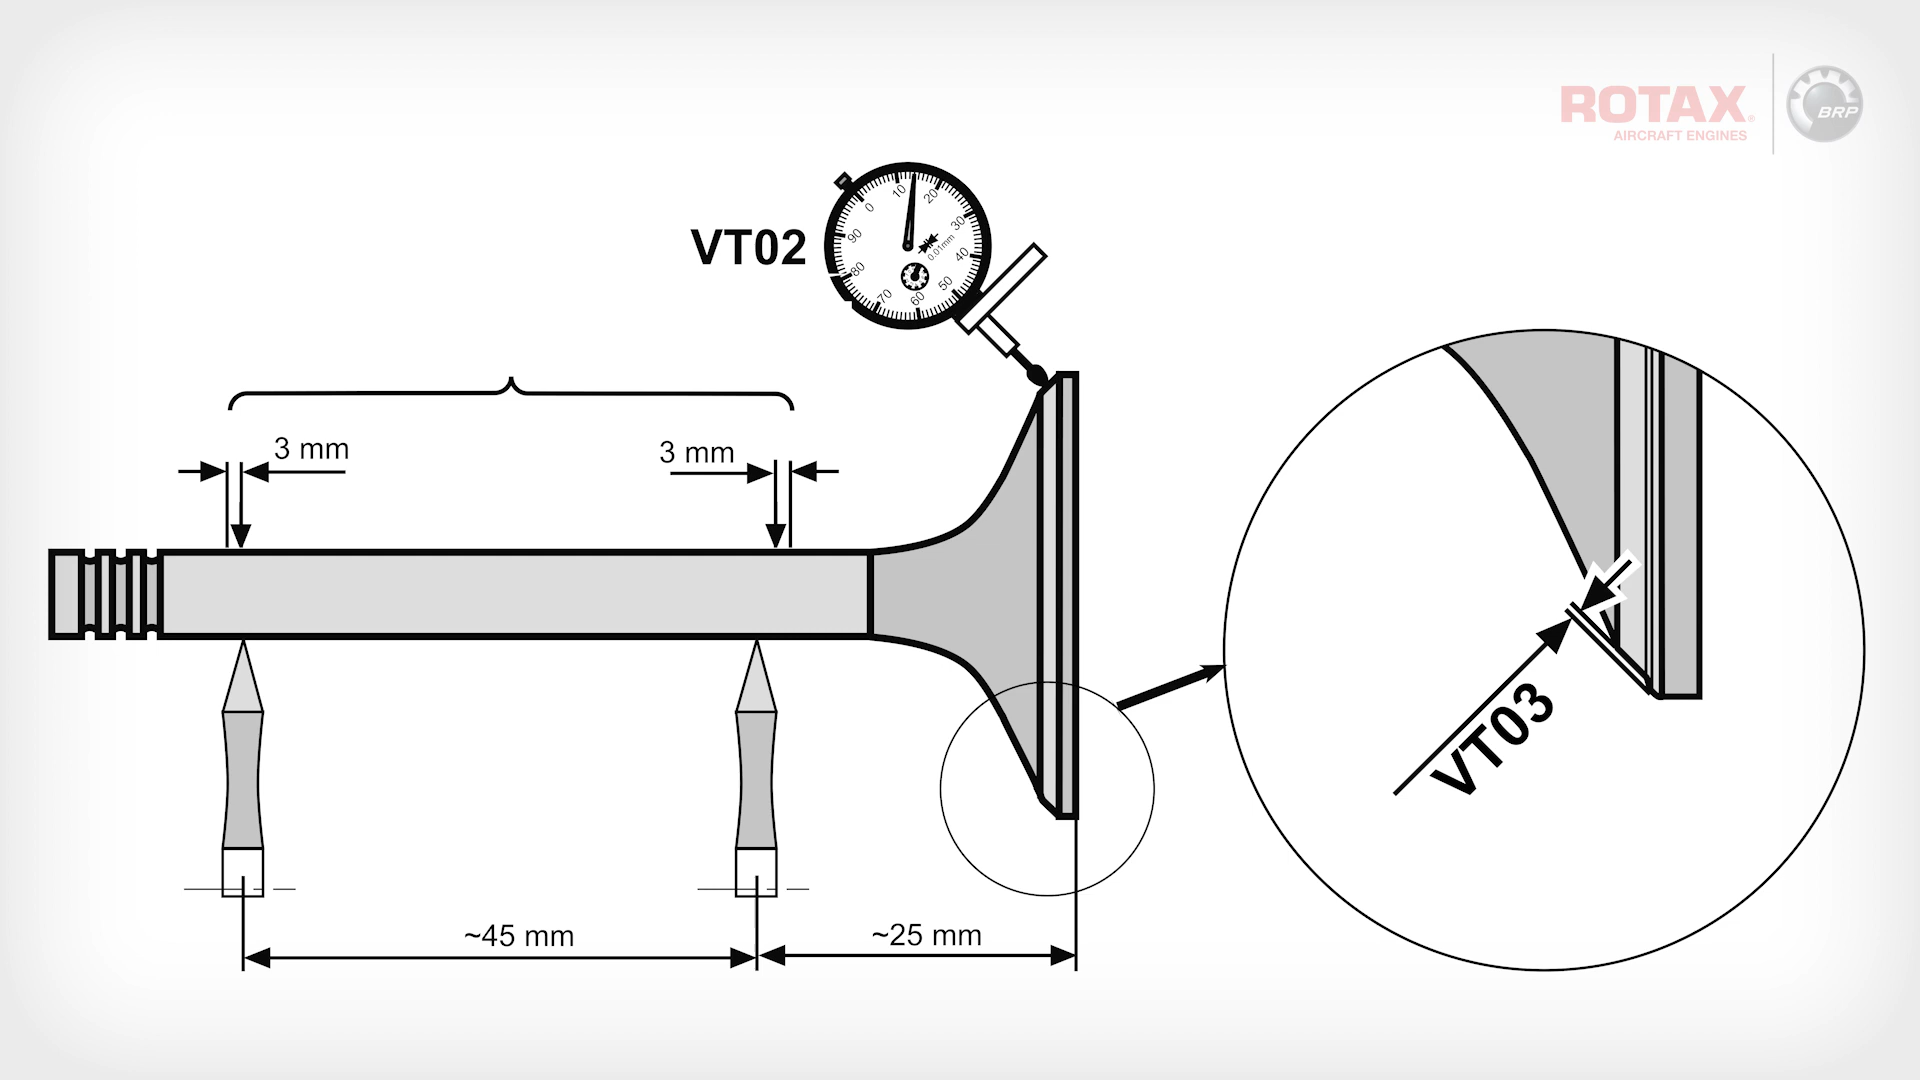 ROTAX®
AIRCRAFT ENGINES
BRP
VT02
0
10
20
30
40
50
60
70
80
90
0.01mm
3 mm
3 mm
VT03
~45 mm
~25 mm